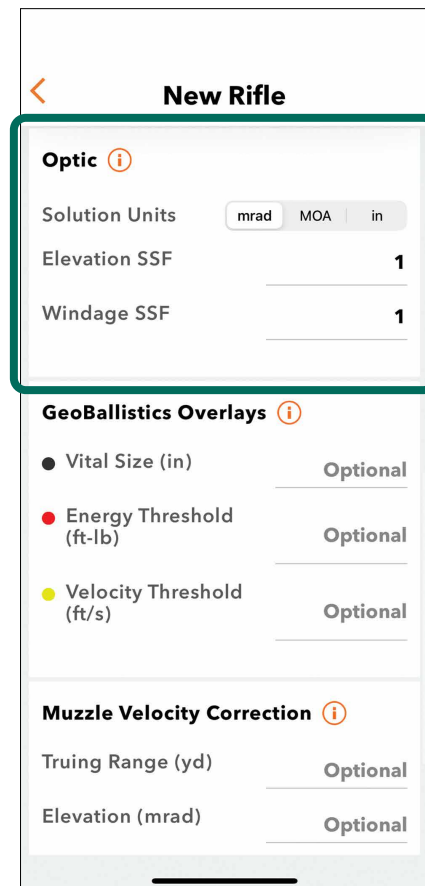 New Rifle
Optic i
Solution Units mrad MOA in
Elevation SSF 1
Windage SSF 1
GeoBallistics Overlays i
Vital Size (in) Optional
Energy Threshold
(ft-lb) Optional
Velocity Threshold
(ft/s) Optional
Muzzle Velocity Correction i
Truing Range (yd) Optional
Elevation (mrad) Optional